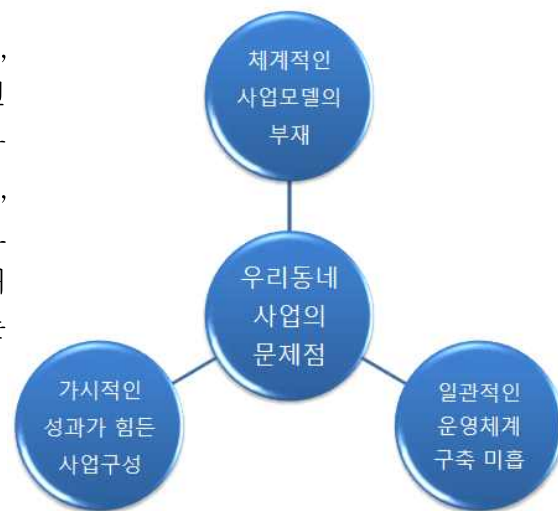 체계적인
사업모델의
부재
우리동네
사업의
문제점
가시적인
성과가 힘든
사업구성
일관적인
운영체계
구축 미흡